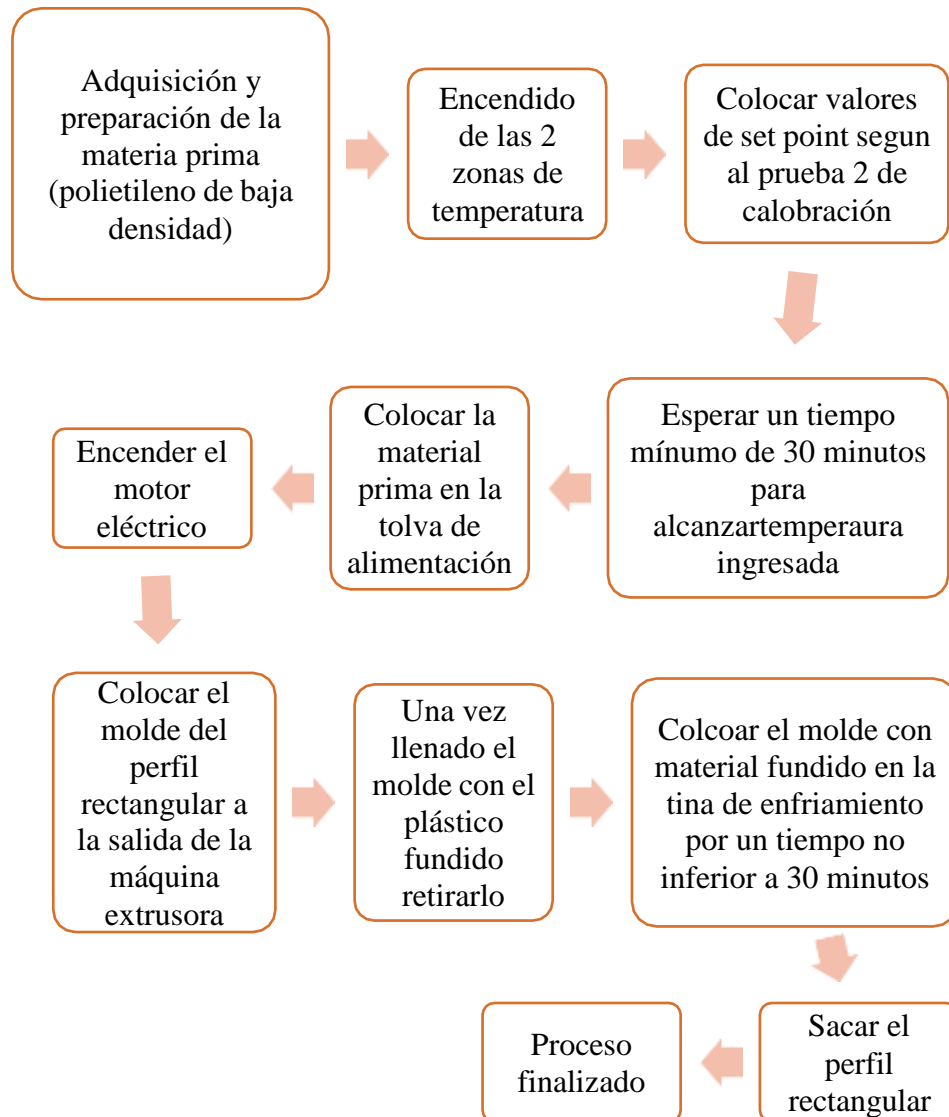 Adquisición y
preparación de la
materia prima
(polietileno de baja
densidad)
Encendido
de las 2
zonas de
temperatura
Colocar valores
de set point segun
al prueba 2 de
calobración
Esperar un tiempo
mínumo de 30 minutos
para
alcanzartemperaura
ingresada
Colocar la
material
prima en la
tolva de
alimentación
Encender el
motor
eléctrico
Colocar el
molde del
perfil
rectangular a
la salida de la
máquina
extrusora
Una vez
llenado el
molde con el
plástico
fundido
retirarlo
Colcoar el molde con
material fundido en la
tina de enfriamiento
por un tiempo no
inferior a 30 minutos
Sacar el
perfil
rectangular
Proceso
finalizado